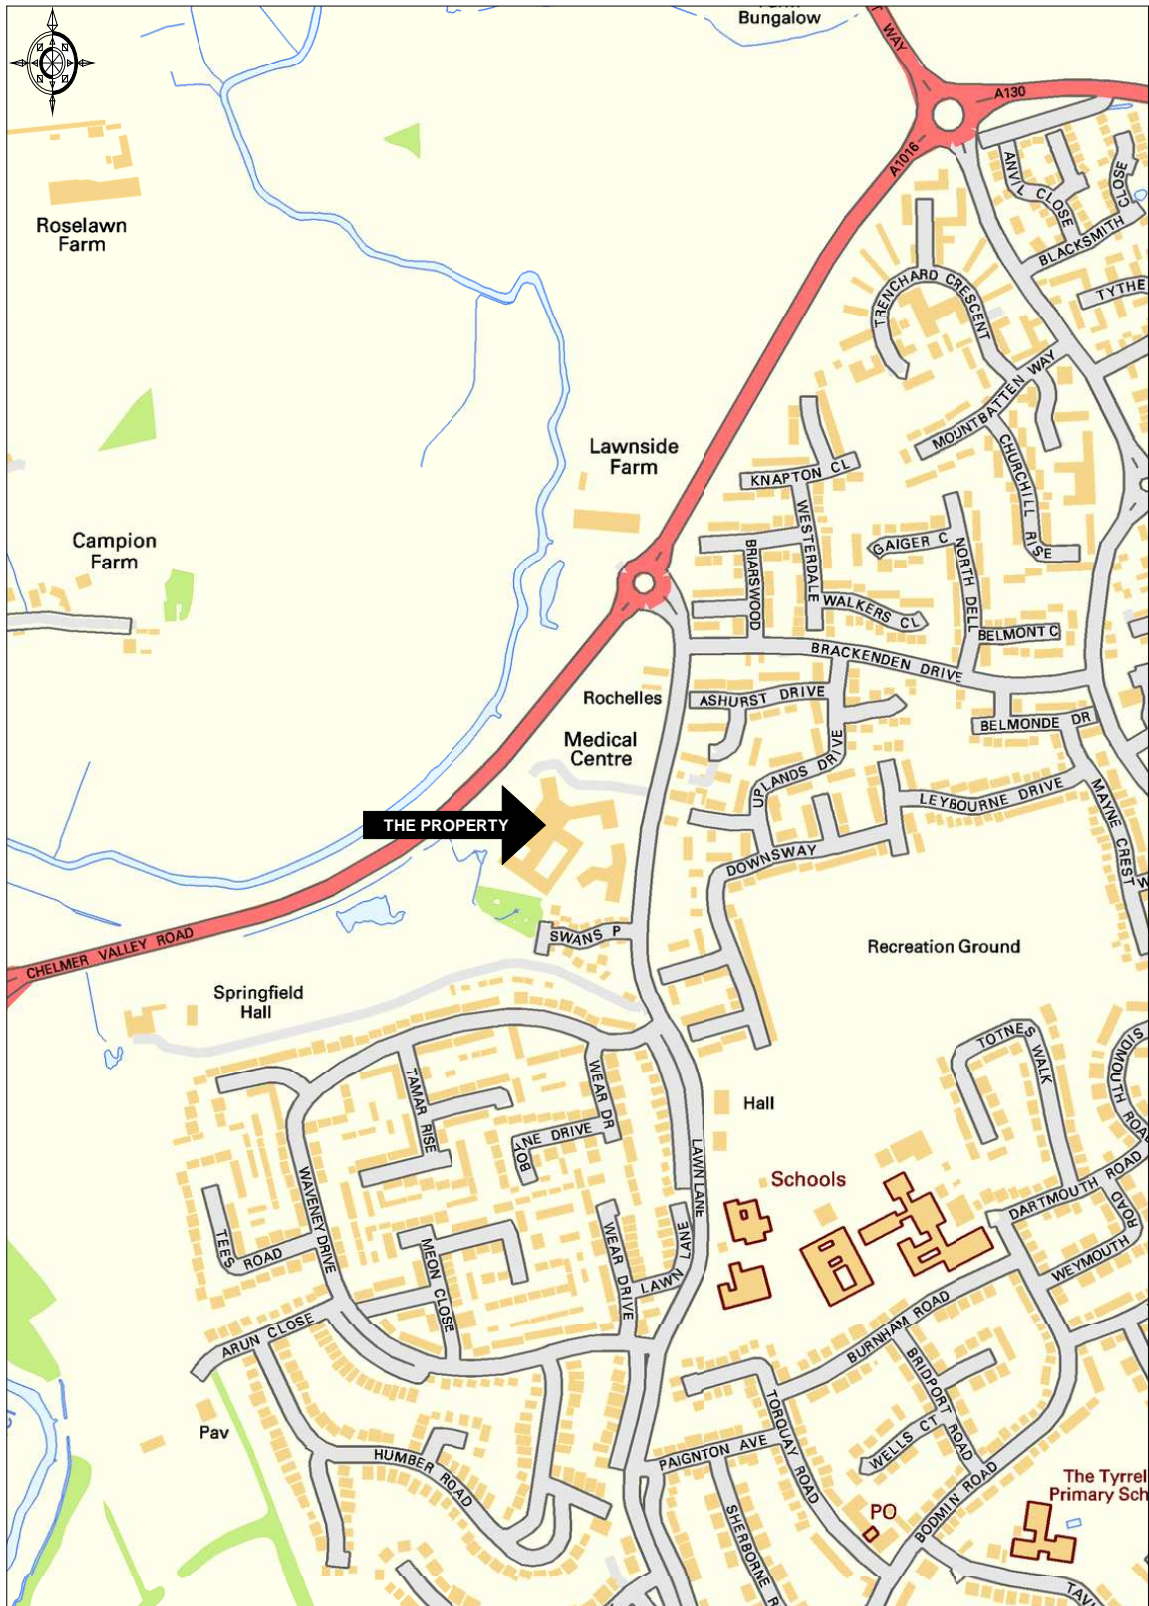 Bungalow
WAY
A130
A1016
ANVIL CLOSE
CLOSE
BLACKSMITH
Roselawn
Farm
TYTHE
TRENCHARD CRESCENT
MOUNTBATTEN WAY
CHURCHILL RISE
Lawnside
Farm
KNAPTON CL
WESTERDALE
BRIARSWOOD
GAIGER C
NORTH DELL
WALKERS CL
BELMONT C
Campion
Farm
BRACKENDEN DRIVE
Rochelles
ASHURST DRIVE
BELMONDE DR
Medical
Centre
UPLANDS DRIVE
LEYBOURNE DRIVE
MAYNE CREST
THE PROPERTY
DOWNSWAY
W
SWANS P
CHELMER VALLEY ROAD
Recreation Ground
Springfield
Hall
TOTNES WALK
SIDMOUTH ROAD
TAMAR RISE
WEAR DR
BOYNE DRIVE
Hall
LAWN LANE
Schools
WAVENEY DRIVE
DARTMOUTH ROAD
ROAD
WEYMOUTH
TEES ROAD
MEON CLOSE
WEAR DRIVE
LAWN LANE
ARUN CLOSE
BURNHAM ROAD
BRIDPORT ROAD
TORQUAY ROAD
WELLS CT
Pav
HUMBER ROAD
PAIGNTON AVE
BODMIN ROAD
The Tyrrel
Primary Sch
PO
SHERBORNE R
TAVI